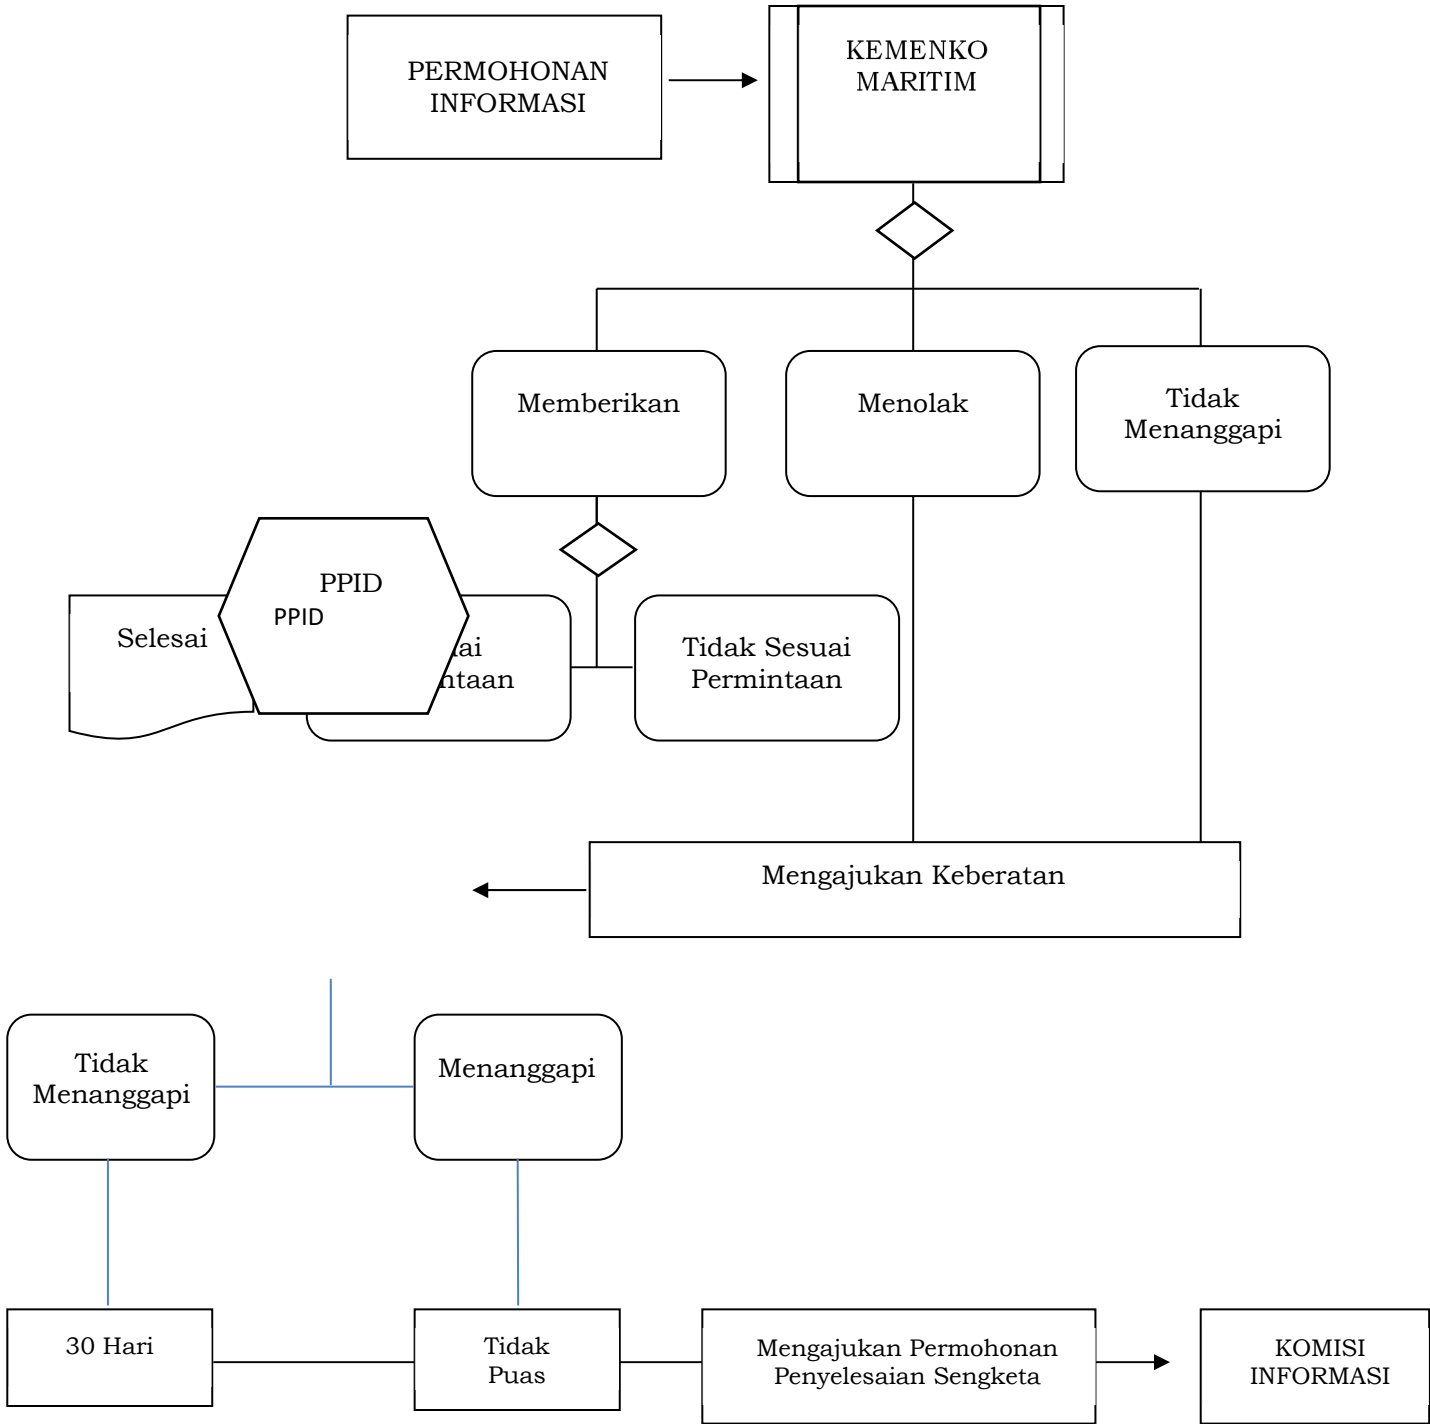 PERMOHONAN
INFORMASI
KEMENKO
MARITIM
Memberikan
Menolak
Tidak
Menanggapi
PPID
PPID
Selesai
Tidak Sesuai
Permintaan
Mengajukan Keberatan
Tidak
Menanggapi
Menanggapi
30 Hari
Tidak
Puas
Mengajukan Permohonan
Penyelesaian Sengketa
KOMISI
INFORMASI